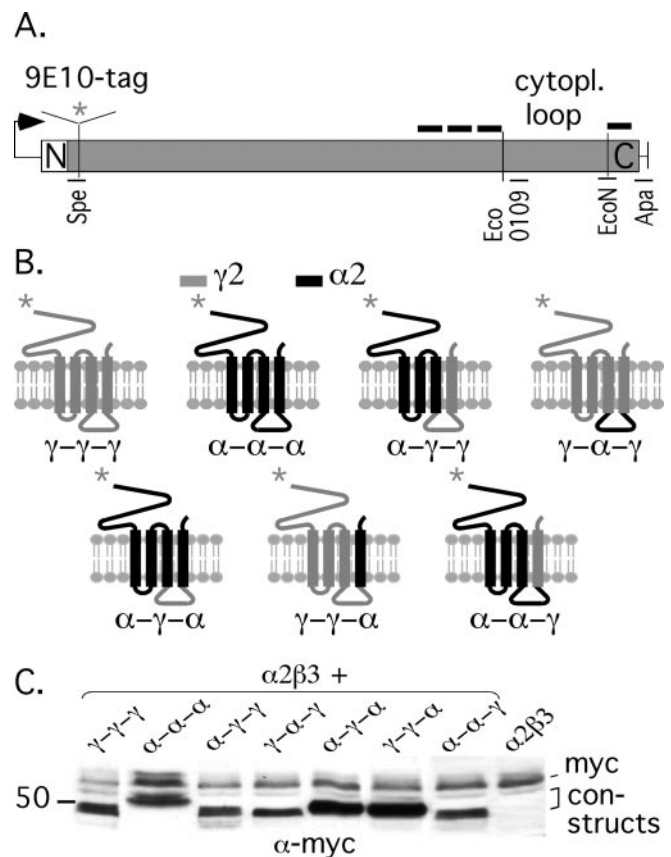 A.
9E10-tag
*
cytopl.
loop
N
C
Spe I
Eco
0109 I
EcoN I
Apa I
B.
γ2 α2
* * * *
γ–γ–γ α–α–α α–γ–γ γ–α–γ
* * *
α–γ–α γ–γ–α α–α–γ
C.
α2β3 +
γ–γ–γ α–α–α α–γ–γ γ–α–γ α–γ–α γ–γ–α α–α–γ α2β3
myc
50
con-
structs
α-myc